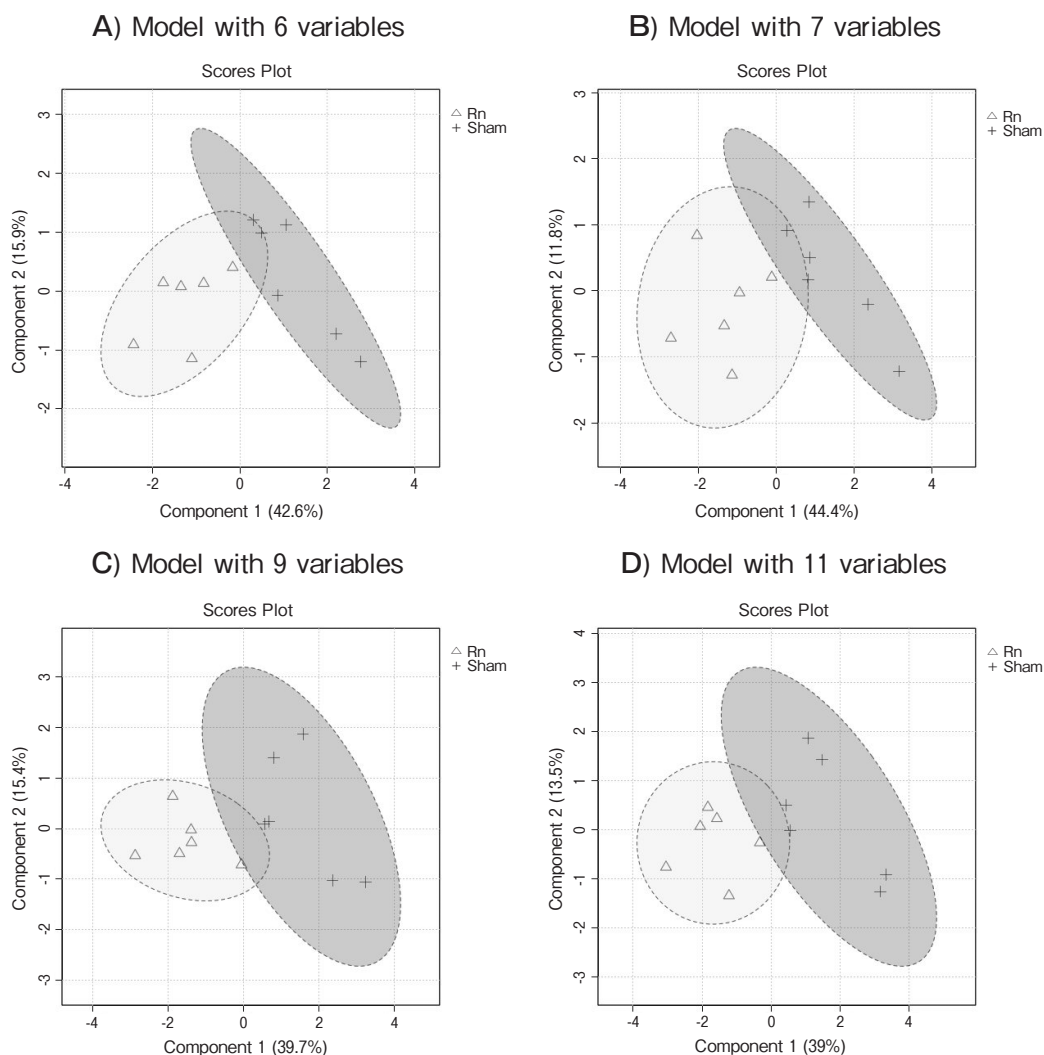 A) Model with 6 variables
Scores Plot
Rn
Sham
3
2
1
0
-1
-2
Component 2 (15.9%)
-4
-2
0
2
4
Component 1 (42.6%)
B) Model with 7 variables
Scores Plot
Rn
Sham
3
2
1
0
-1
-2
Component 2 (11.8%)
-4
-2
0
2
4
Component 1 (44.4%)
C) Model with 9 variables
Scores Plot
Rn
Sham
3
2
1
0
-1
-2
-3
Component 2 (15.4%)
-4
-2
0
2
4
Component 1 (39.7%)
D) Model with 11 variables
Scores Plot
Rn
Sham
4
3
2
1
0
-1
-2
-3
Component 2 (13.5%)
-4
-2
0
2
4
Component 1 (39%)